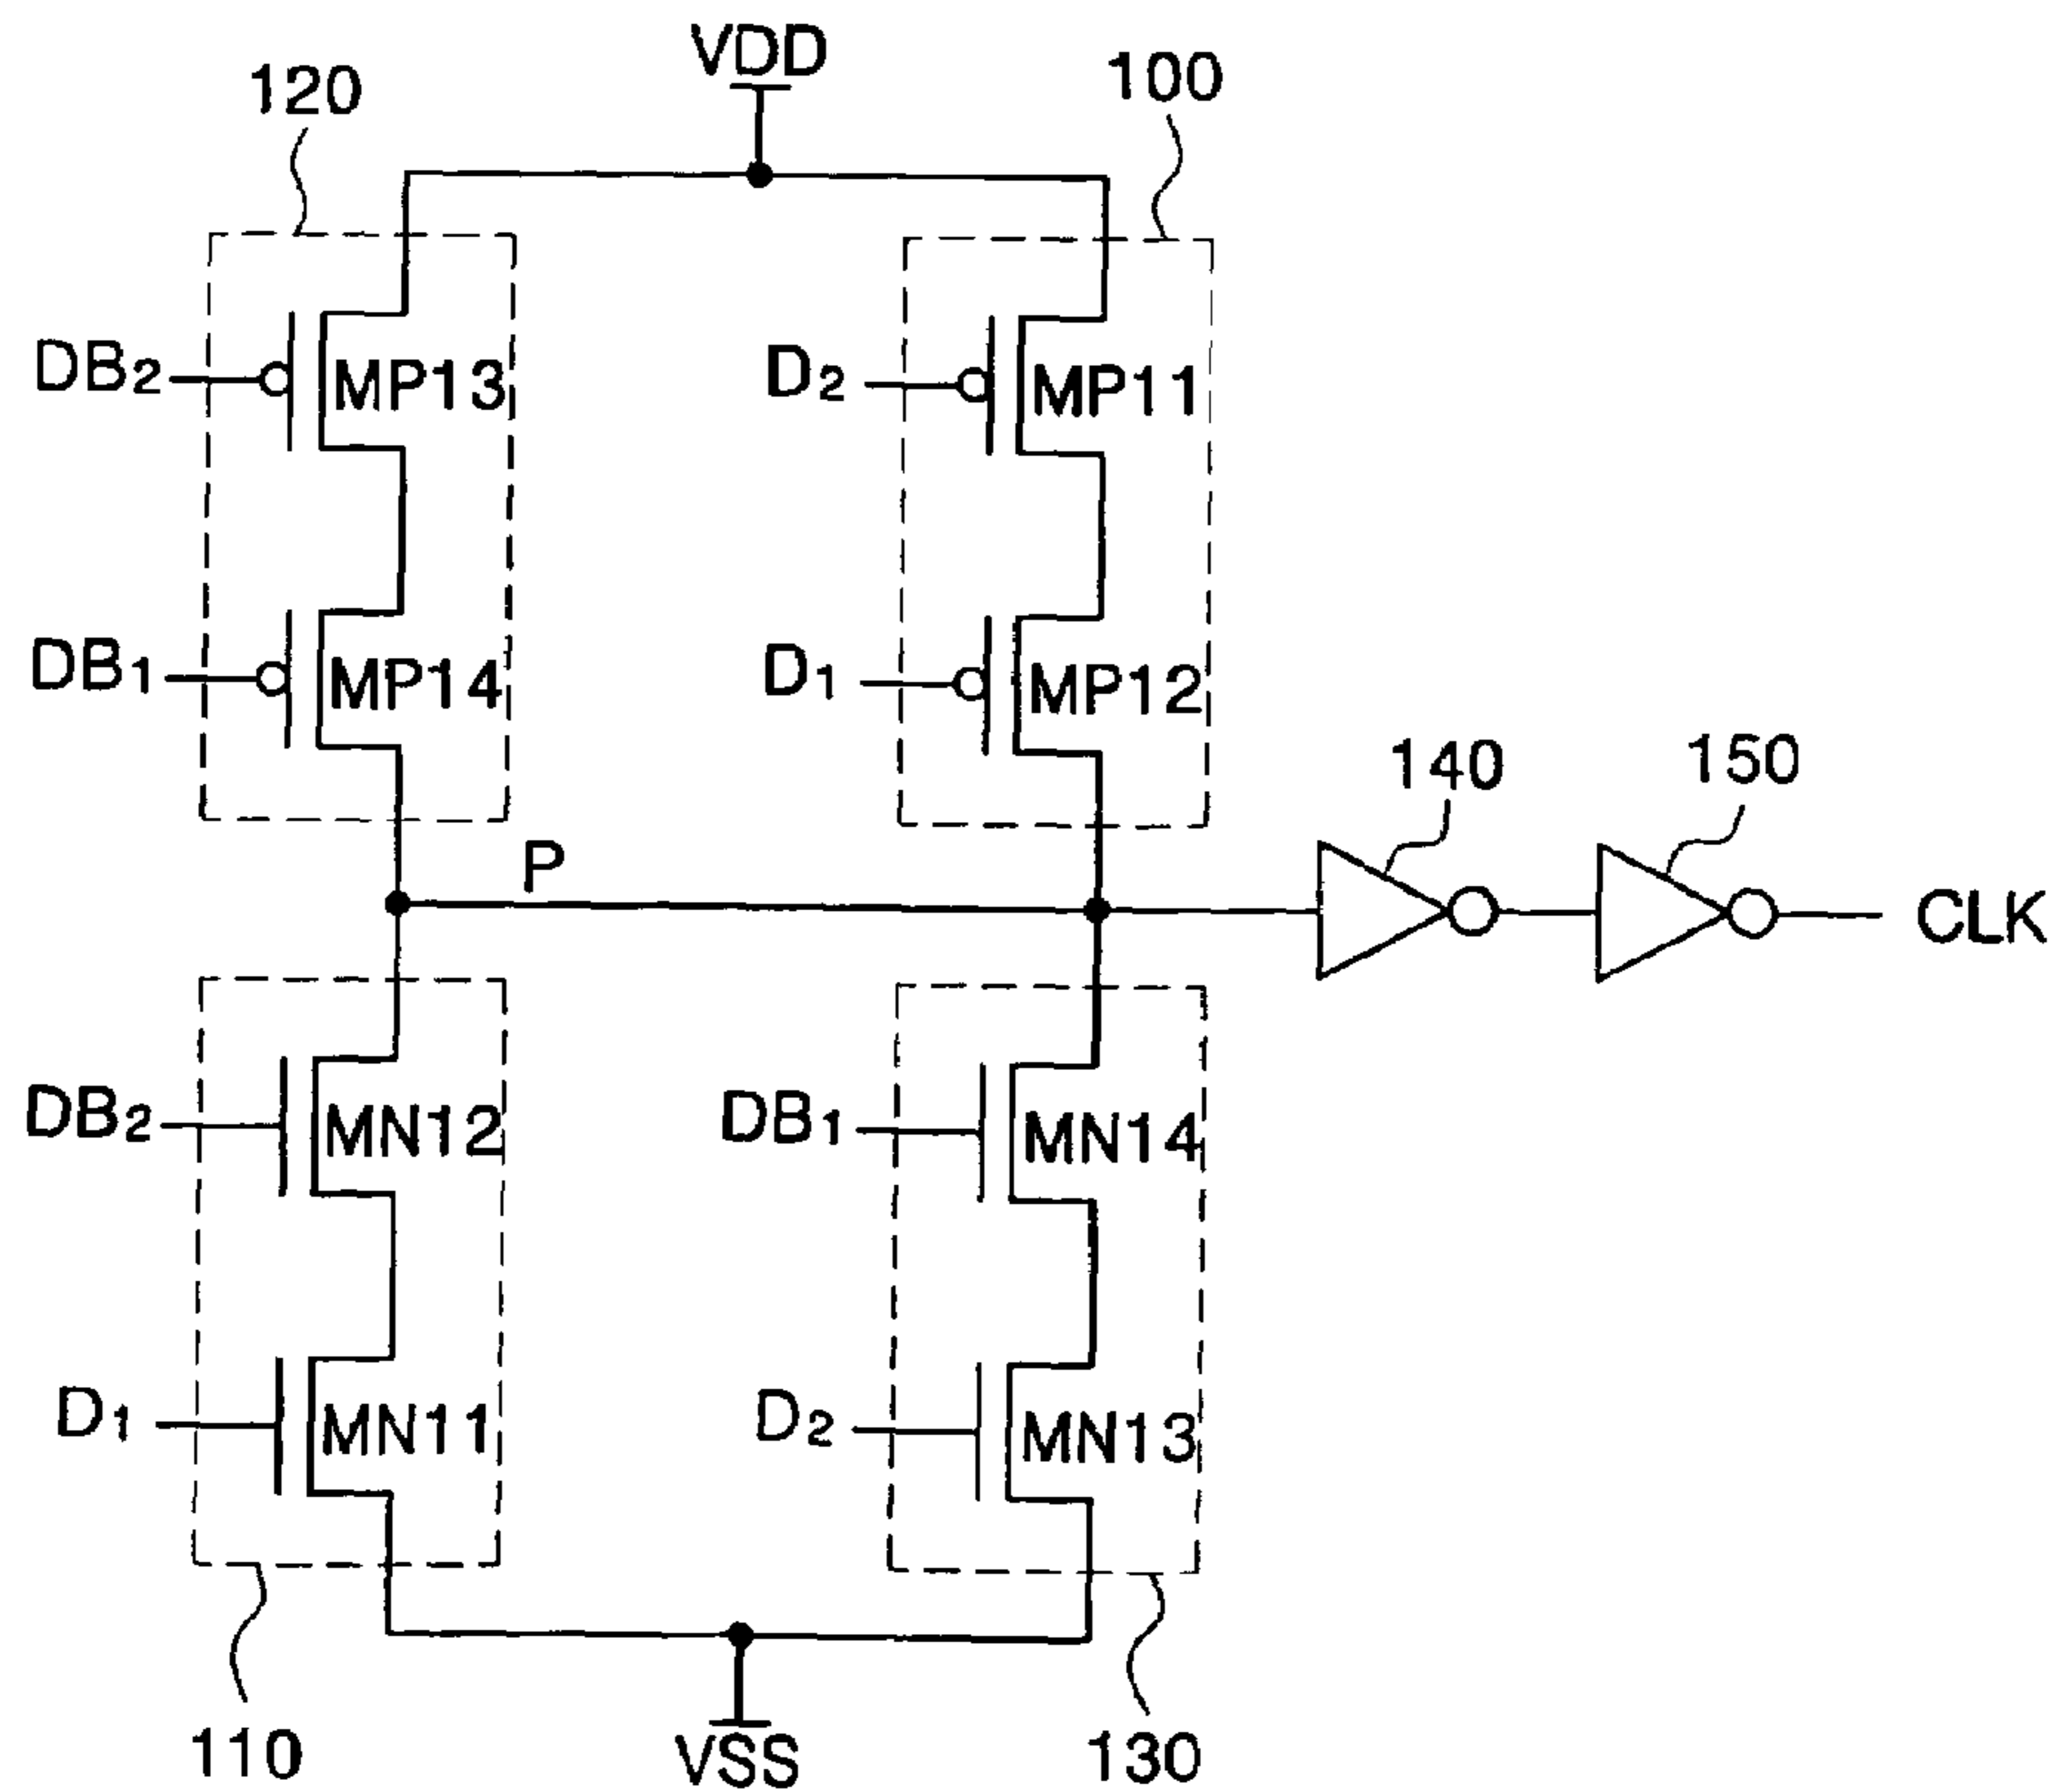 VDD
120
100
DB2
MP13
D2
MP11
DB1
MP14
D1
MP12
140
150
P
CLK
DB2
MN12
DB1
MN14
D1
MN11
D2
MN13
110
VSS
130